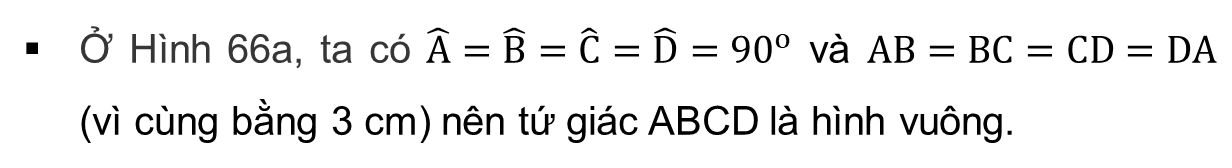 ▪ Ở Hình 66a, ta có Â = B̂ = Ĉ = D̂ = 90⁰ và AB = BC = CD = DA
(vì cùng bằng 3 cm) nên tứ giác ABCD là hình vuông.